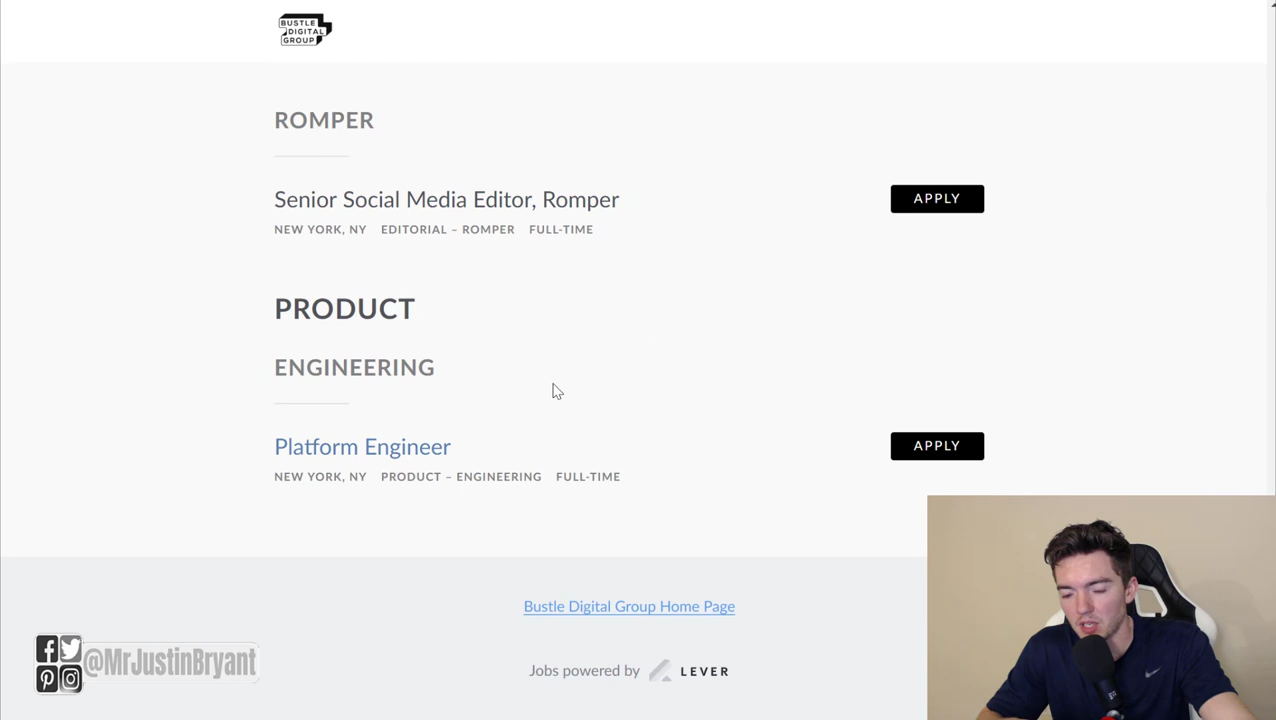 BUSTLE
DIGITAL
GROUP
ROMPER
Senior Social Media Editor, Romper
APPLY
NEW YORK, NY EDITORIAL – ROMPER FULL-TIME
PRODUCT
ENGINEERING
Platform Engineer
APPLY
NEW YORK, NY PRODUCT – ENGINEERING FULL-TIME
Bustle Digital Group Home Page
@MrJustinBryant
Jobs powered by LEVER